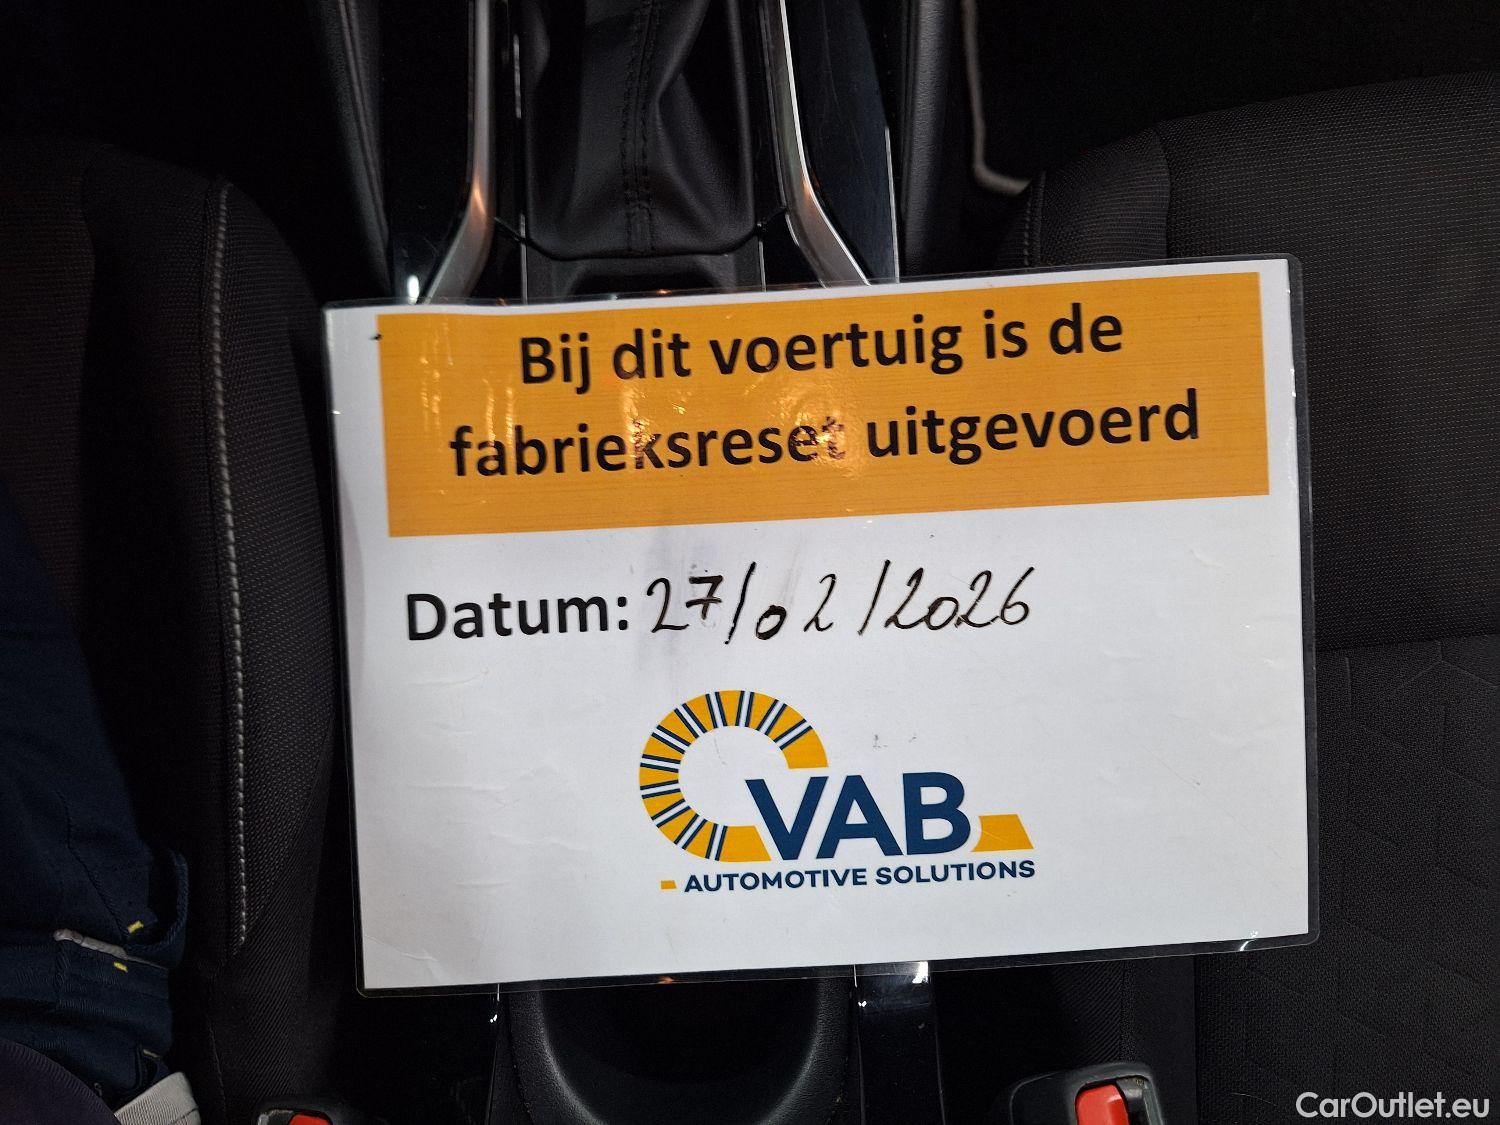 Bij dit voertuig is de
fabrieksreset uitgevoerd
Datum: 27/02/2026
VAB
AUTOMOTIVE SOLUTIONS
CarOutlet.eu